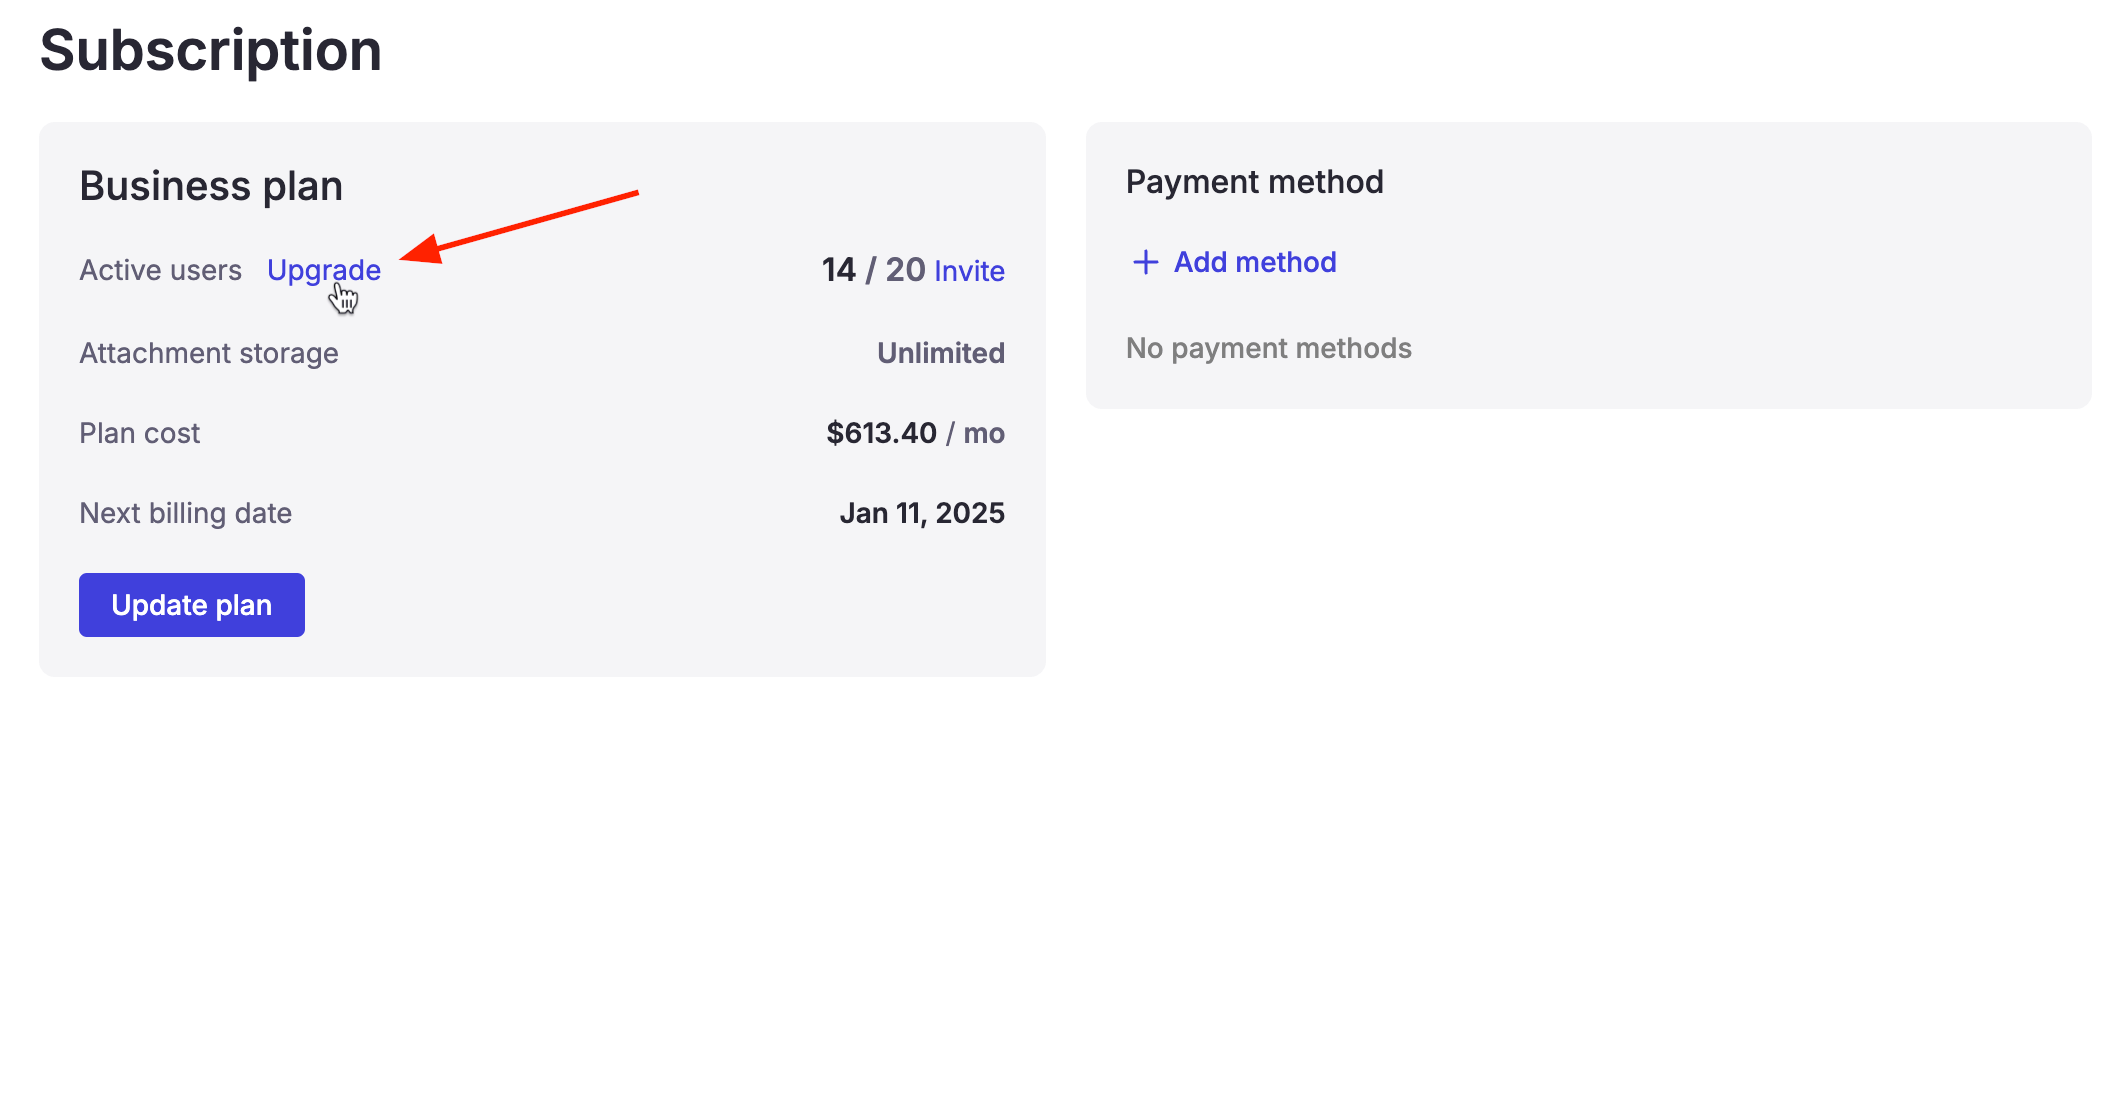 Subscription
Business plan
Active users Upgrade 14 / 20 Invite
Attachment storage Unlimited
Plan cost $613.40 / mo
Next billing date Jan 11, 2025
Update plan
Payment method
+ Add method
No payment methods